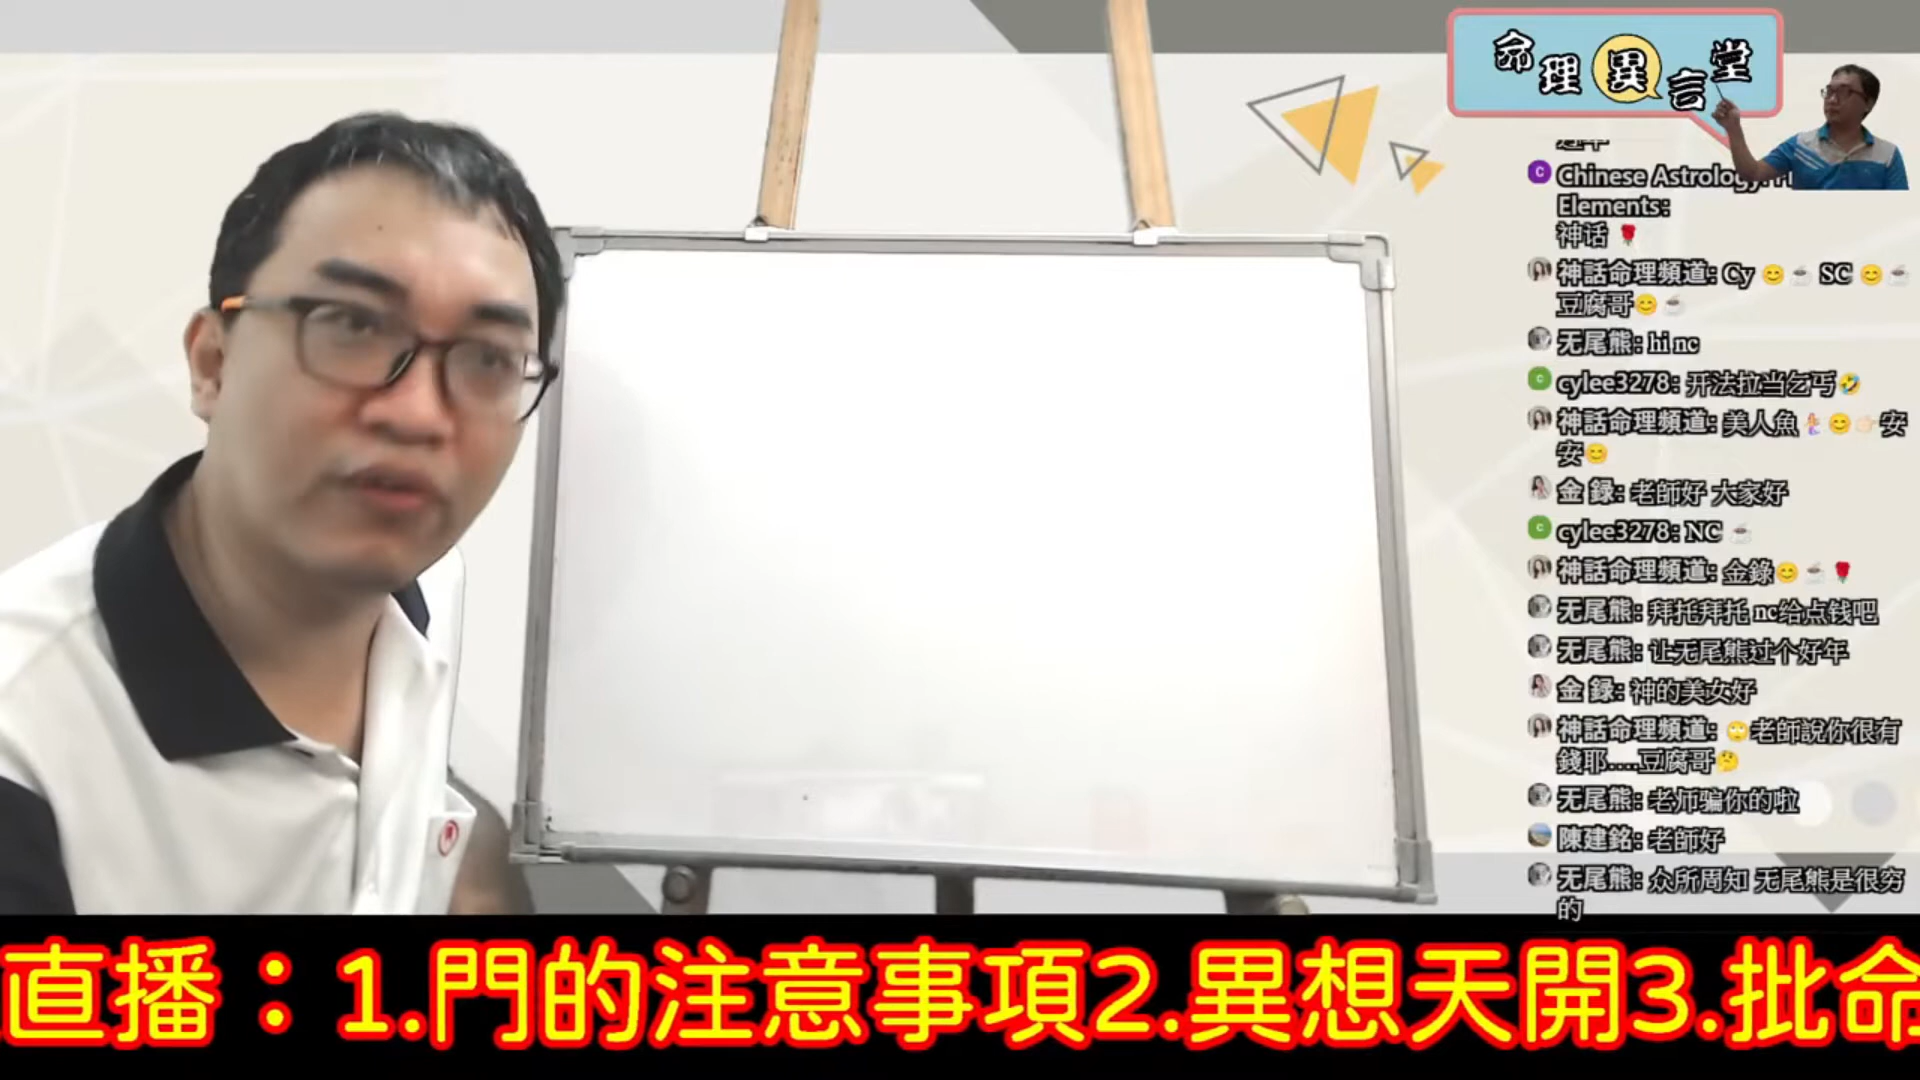 命理異言堂
Chinese Astrology:
Elements:
神话🌹
神話命理頻道: Cy 😊☕ SC 😊☕
豆腐哥😊☕
无尾熊: hi nc
cylee3278: 开法拉当乞丐🤣
神話命理頻道: 美人魚🧜‍♀️😊👉🏻安
安😊
金 録: 老師好 大家好
cylee3278: NC ☕
神話命理頻道: 金錄😊☕🌹
无尾熊: 拜托拜托 nc给点钱吧
无尾熊: 让无尾熊过个好年
金 録: 神的美女好
神話命理頻道: 🙄老師說你很有
錢耶....豆腐哥🤔
无尾熊: 老师骗你的啦
陳建銘: 老師好
无尾熊: 众所周知 无尾熊是很穷
的
直播：1.門的注意事項2.異想天開3.批命